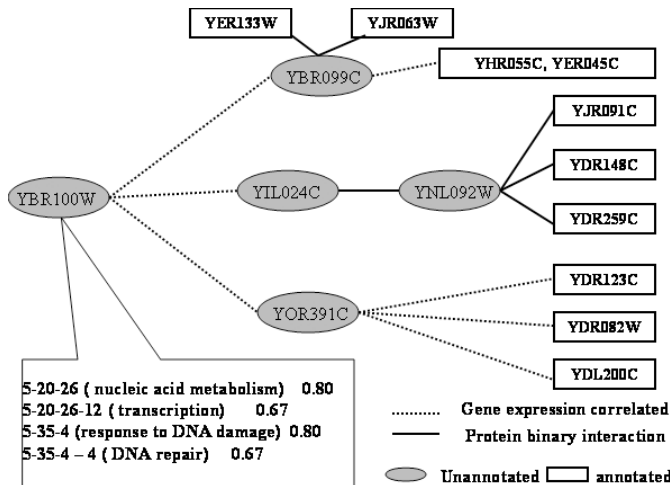 YER133W
YJR063W
YBR099C
YHR055C, YER045C
YJR091C
YBR100W
YIL024C
YNL092W
YDR148C
YDR259C
YOR391C
YDR123C
YDR082W
YDL200C
5-20-26 ( nucleic acid metabolism) 0.80
5-20-26-12 ( transcription) 0.67
5-35-4 (response to DNA damage) 0.80
5-35-4 – 4 ( DNA repair) 0.67
Gene expression correlated
Protein binary interaction
Unannotated
annotated